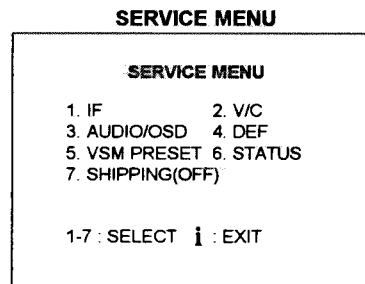 SERVICE MENU
SERVICE MENU
1. IF 2. V/C
3. AUDIO/OSD 4. DEF
5. VSM PRESET 6. STATUS
7. SHIPPING(OFF)
1-7 : SELECT i : EXIT